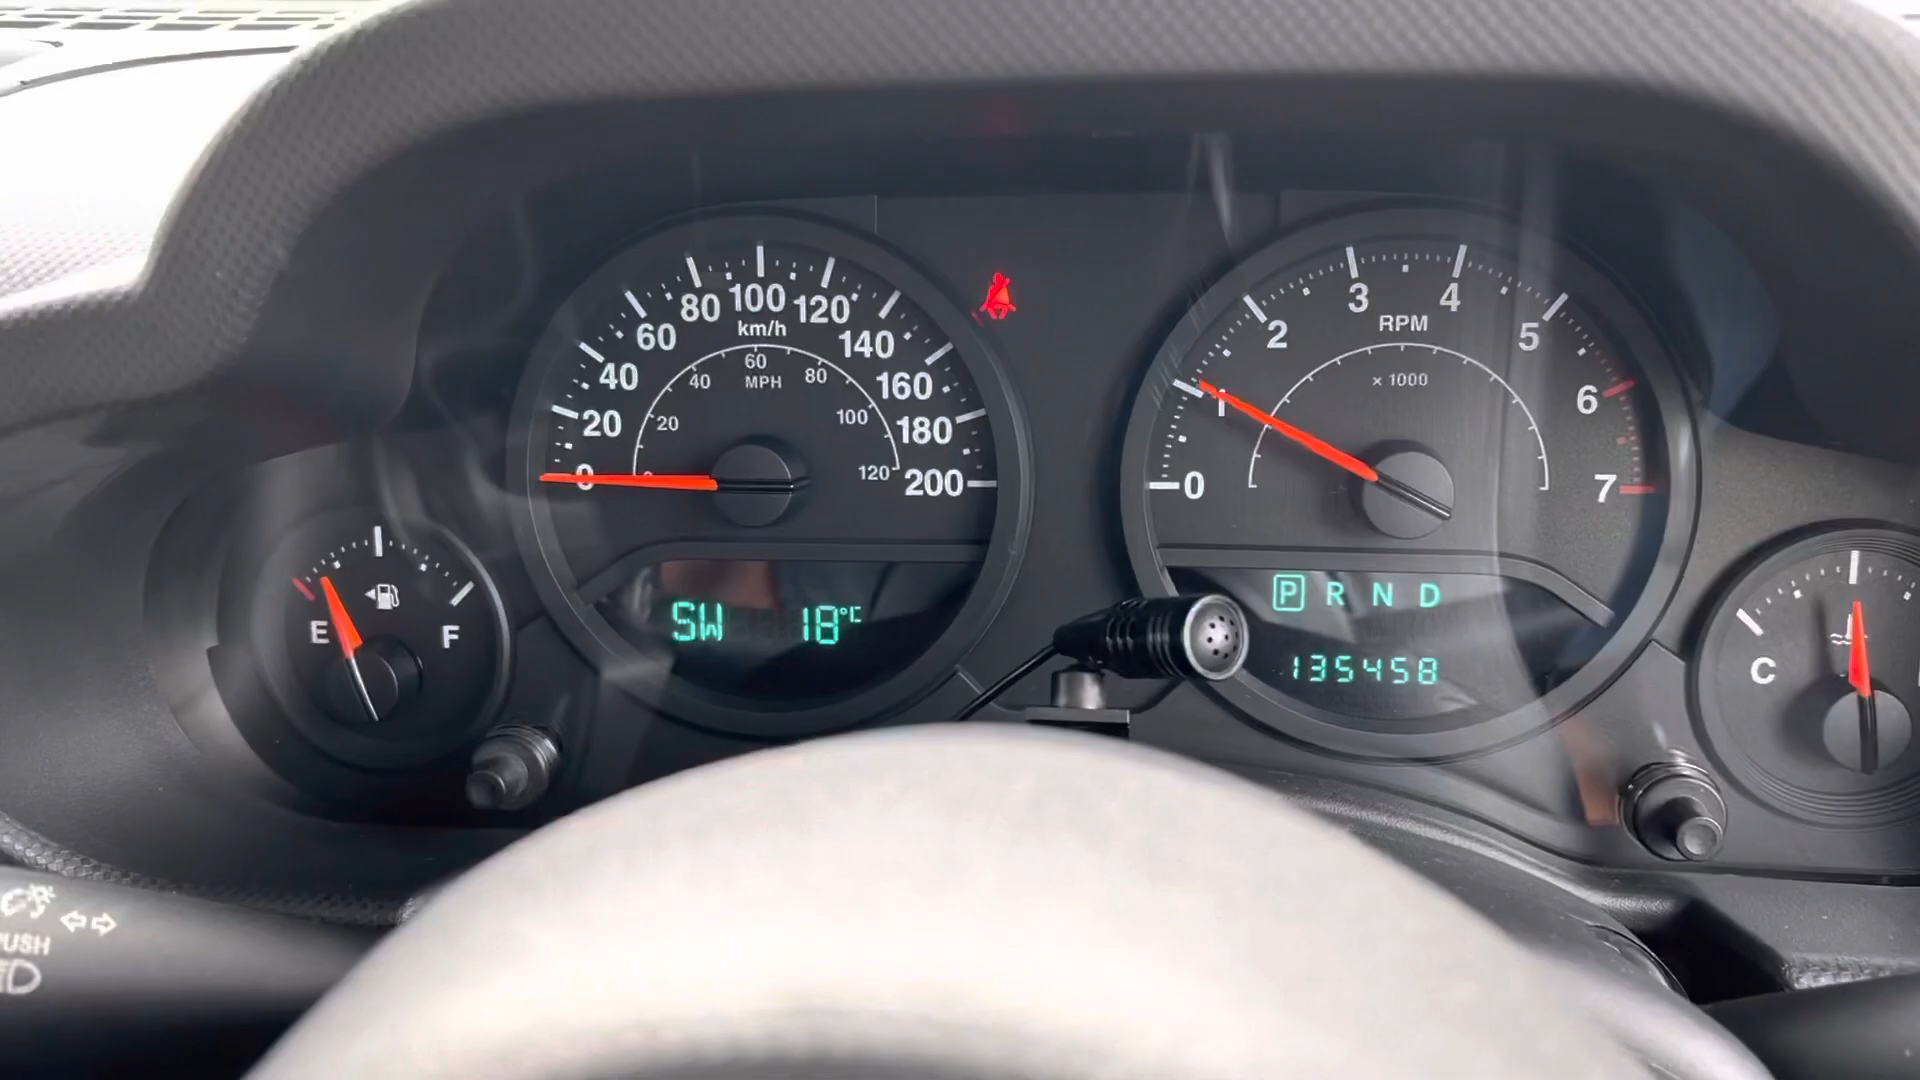 80 100 120
60 km/h 140
40 60 160
40 MPH 80
20 20 100 180
0 0 120 200
3 4
2 RPM 5
× 1000
1 6
0 7
E F
SW 18°C
P R N D
135458
C
PUSH